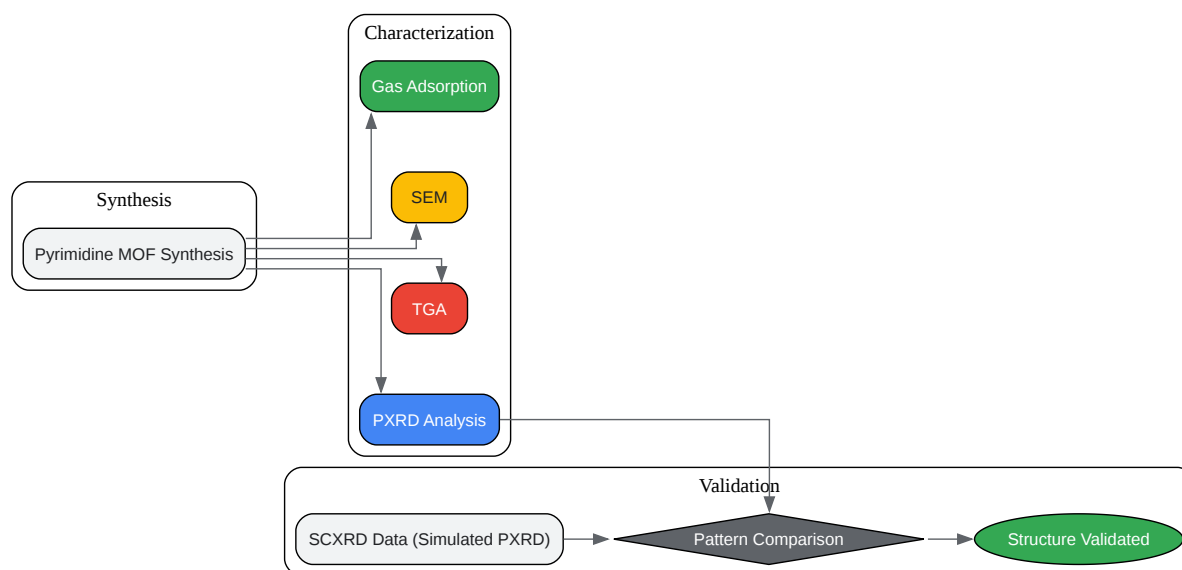 Characterization
Gas Adsorption
Synthesis
SEM
Pyrimidine MOF Synthesis
TGA
PXRD Analysis
Validation
SCXRD Data (Simulated PXRD)
Pattern Comparison
Structure Validated